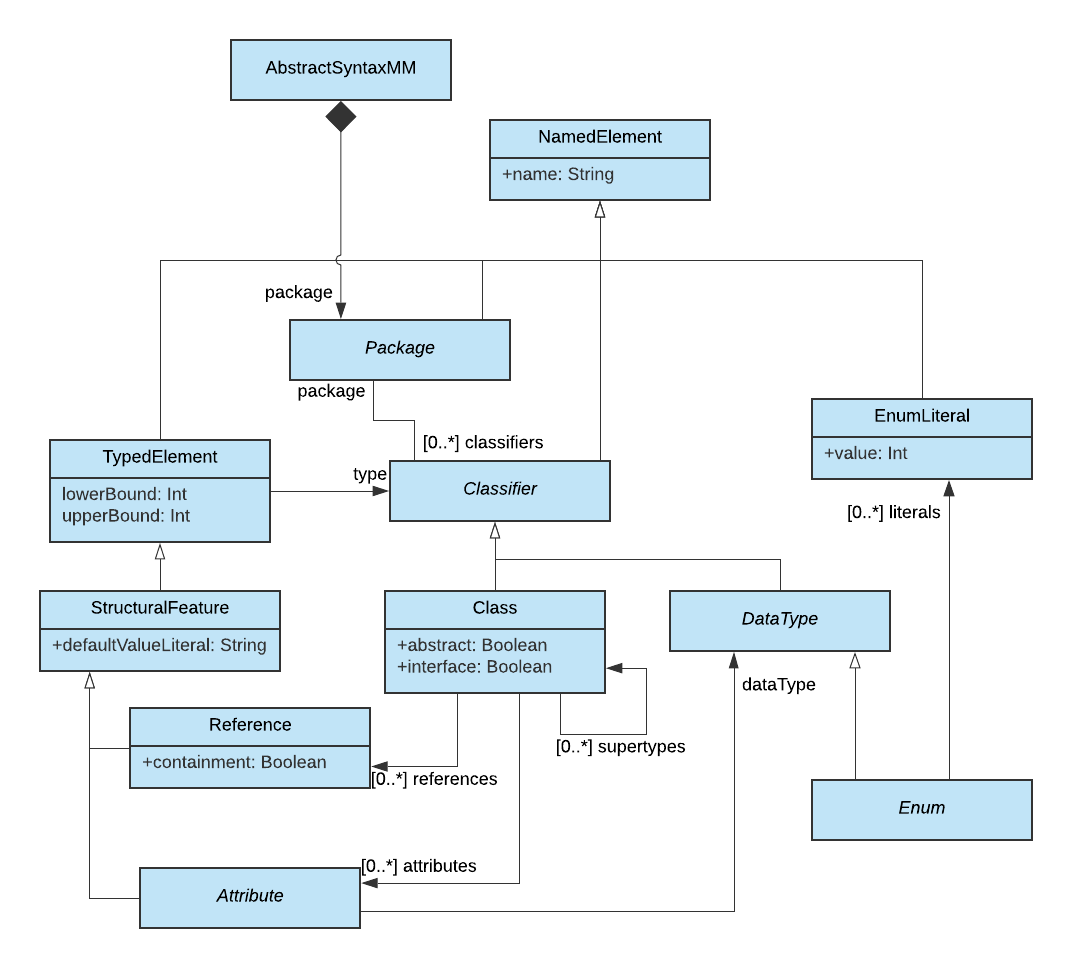 AbstractSyntaxMM
NamedElement
+name: String
package
Package
package
[0..*] classifiers
EnumLiteral
+value: Int
TypedElement
lowerBound: Int
upperBound: Int
type
Classifier
[0..*] literals
StructuralFeature
+defaultValueLiteral: String
Class
+abstract: Boolean
+interface: Boolean
DataType
dataType
Reference
+containment: Boolean
[0..*] supertypes
[0..*] references
Enum
[0..*] attributes
Attribute